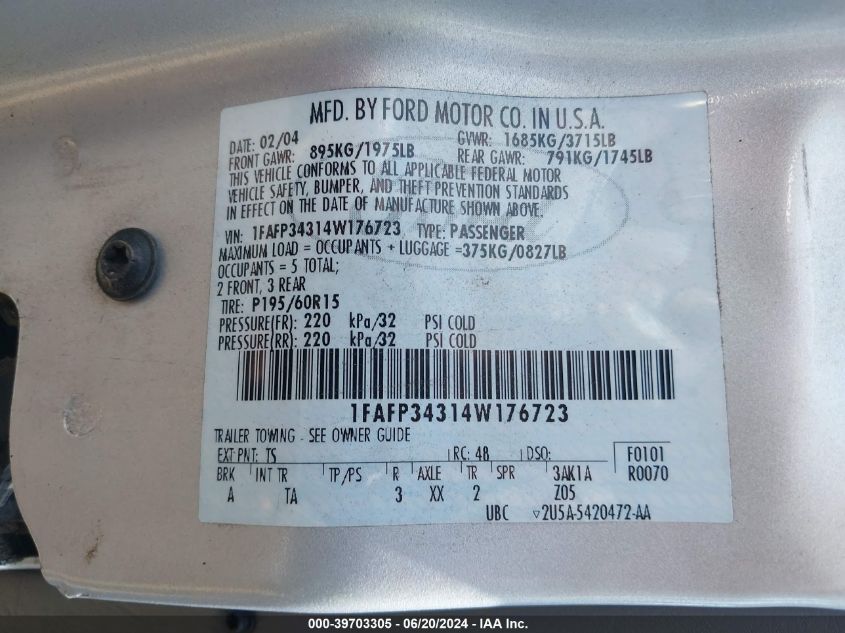 MFD. BY FORD MOTOR CO. IN U.S.A.
DATE: 02/04 GVWR: 1685KG/3715LB
FRONT GAWR: 895KG/1975LB REAR GAWR: 791KG/1745LB
THIS VEHICLE CONFORMS TO ALL APPLICABLE FEDERAL MOTOR
VEHICLE SAFETY, BUMPER, AND THEFT PREVENTION STANDARDS
IN EFFECT ON THE DATE OF MANUFACTURE SHOWN ABOVE.
VIN: 1FAFP34314W176723 TYPE: PASSENGER
MAXIMUM LOAD = OCCUPANTS + LUGGAGE =375KG/0827LB
OCCUPANTS = 5 TOTAL;
2 FRONT, 3 REAR
TIRE: P195/60R15
PRESSURE(FR): 220 kPa/32 PSI COLD
PRESSURE(RR): 220 kPa/32 PSI COLD
1FAFP34314W176723
TRAILER TOWING - SEE OWNER GUIDE
EXT PNT: TS RC: 48 DSO: F0101
BRK INT TR TP/PS R AXLE TR SPR 3AK1A R0070
A TA 3 XX 2 Z05
UBC ▽2U5A-5420472-AA
000-39703305 - 06/20/2024 - IAA Inc.